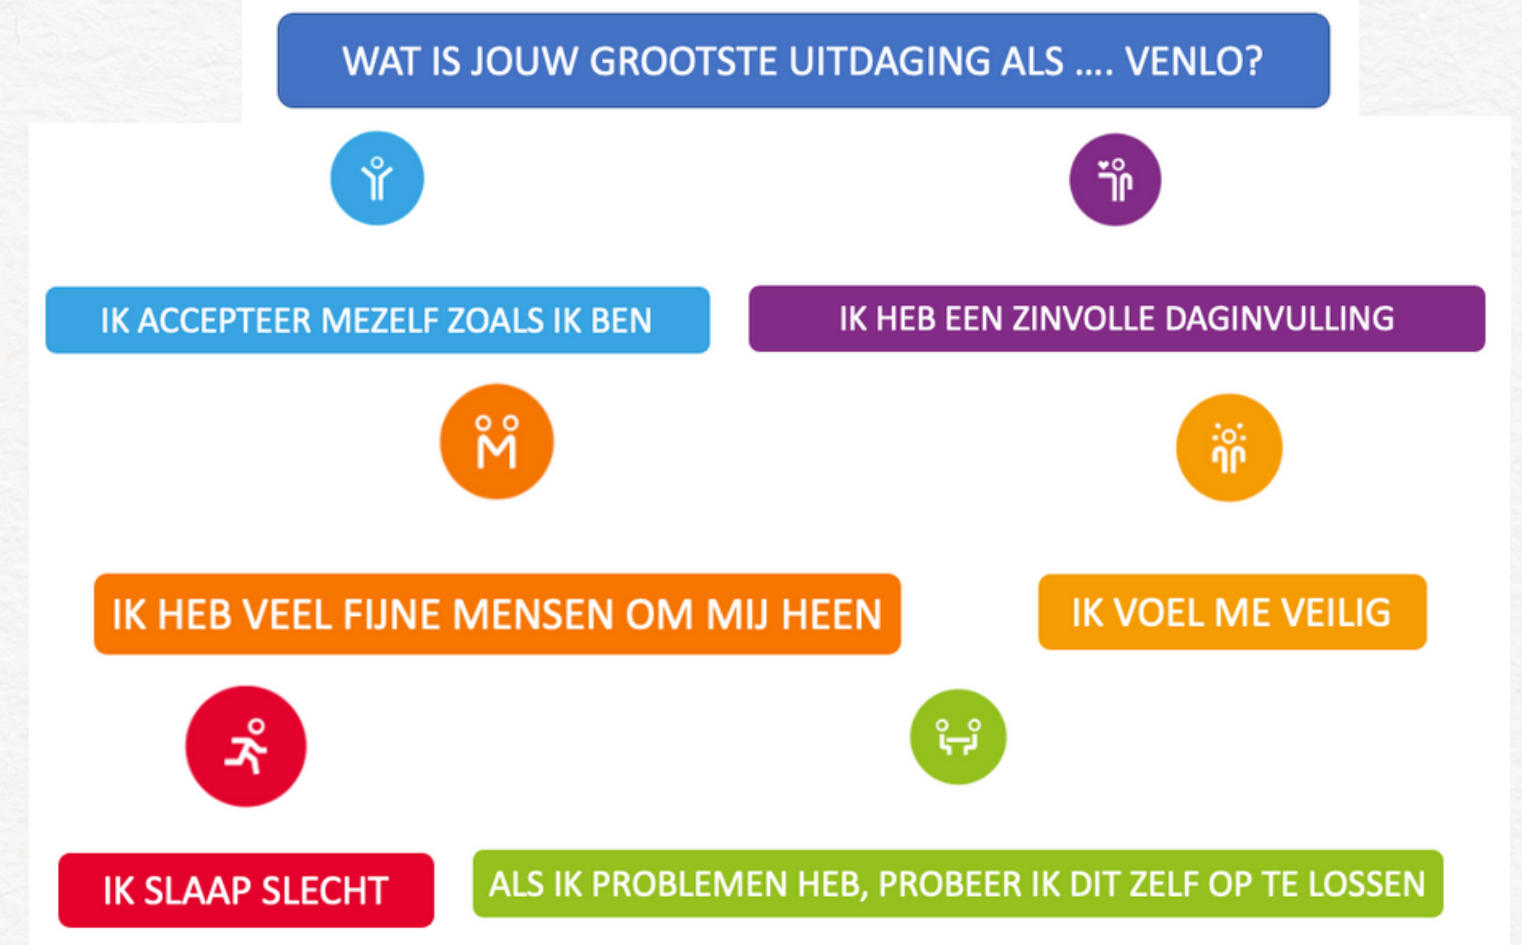 WAT IS JOUW GROOTSTE UITDAGING ALS .... VENLO?
IK ACCEPTEER MEZELF ZOALS IK BEN
IK HEB EEN ZINVOLLE DAGINVULLING
IK HEB VEEL FIJNE MENSEN OM MIJ HEEN
IK VOEL ME VEILIG
IK SLAAP SLECHT
ALS IK PROBLEMEN HEB, PROBEER IK DIT ZELF OP TE LOSSEN